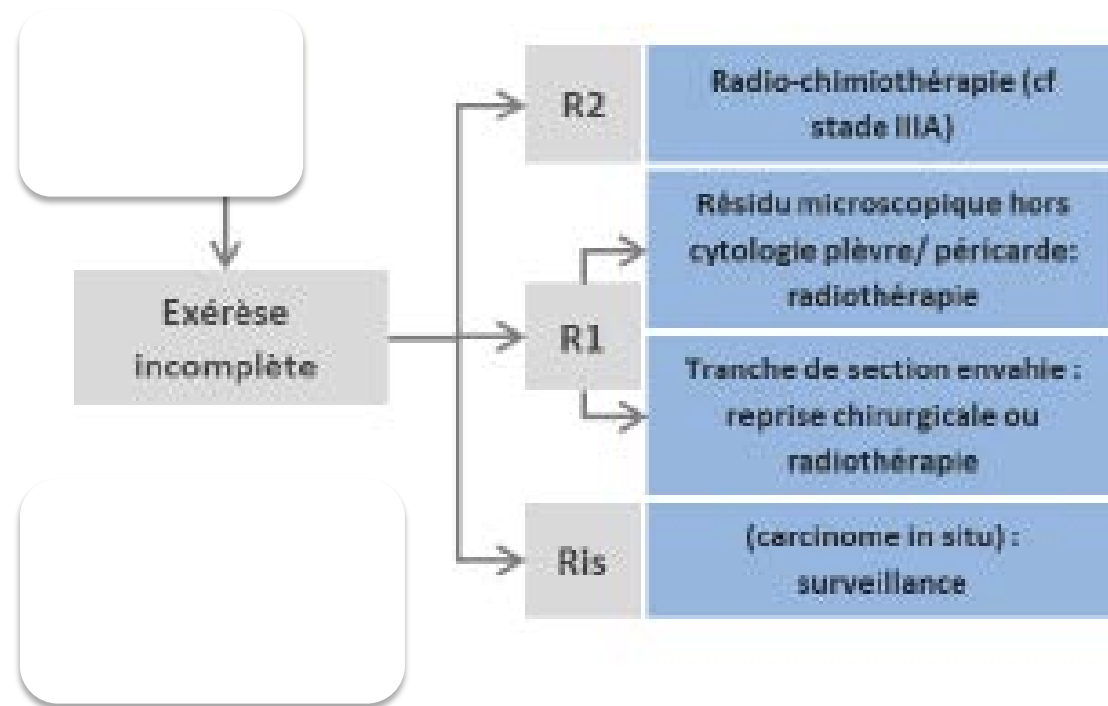 Exérèse
incomplète
R2
Radio-chimiothérapie (cf
stade IIIA)
R1
Résidu microscopique hors
cytologie plèvre/ péricarde:
radiothérapie
Tranche de section envahie :
reprise chirurgicale ou
radiothérapie
Ris
(carcinome in situ) :
surveillance